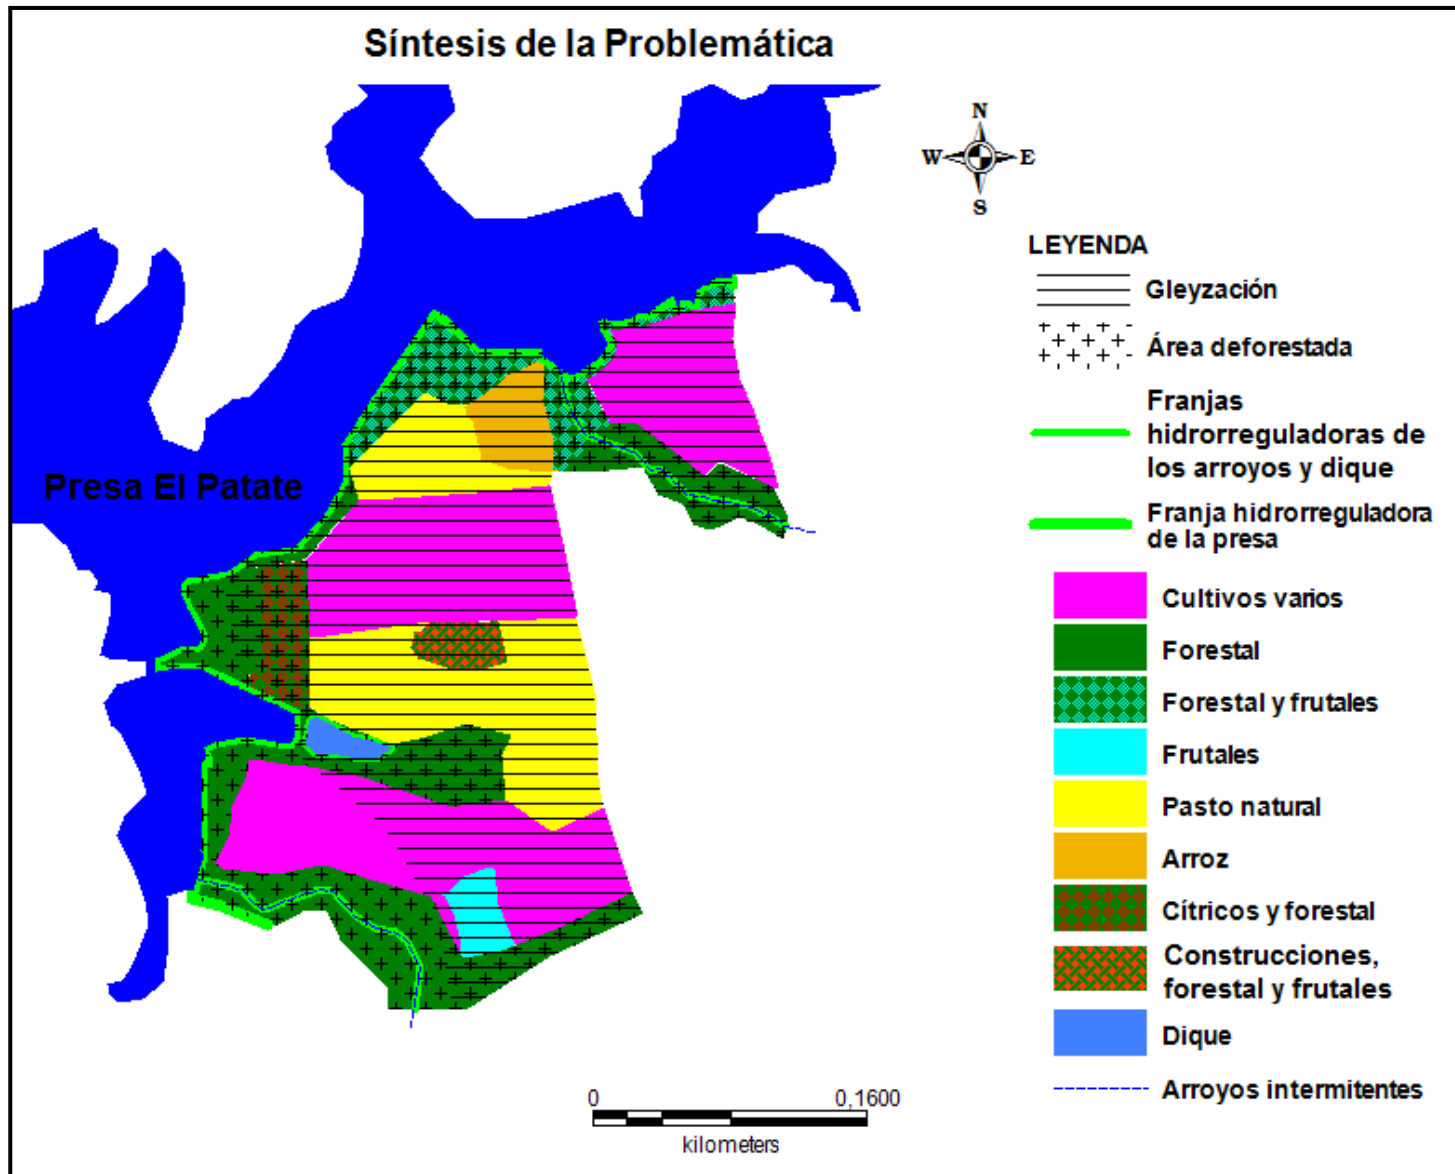 Síntesis de la Problemática
N
W E
S
LEYENDA
Gleyzación
Área deforestada
Franjas
hidrorreguladoras de
los arroyos y dique
Franja hidrorreguladora
de la presa
Presa El Patate
Cultivos varios
Forestal
Forestal y frutales
Frutales
Pasto natural
Arroz
Cítricos y forestal
Construcciones,
forestal y frutales
Dique
Arroyos intermitentes
0 0,1600
kilometers